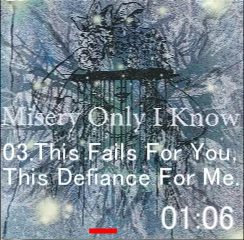 Misery Only I Know
03.This Fails For You,
This Defiance For Me.
01:06